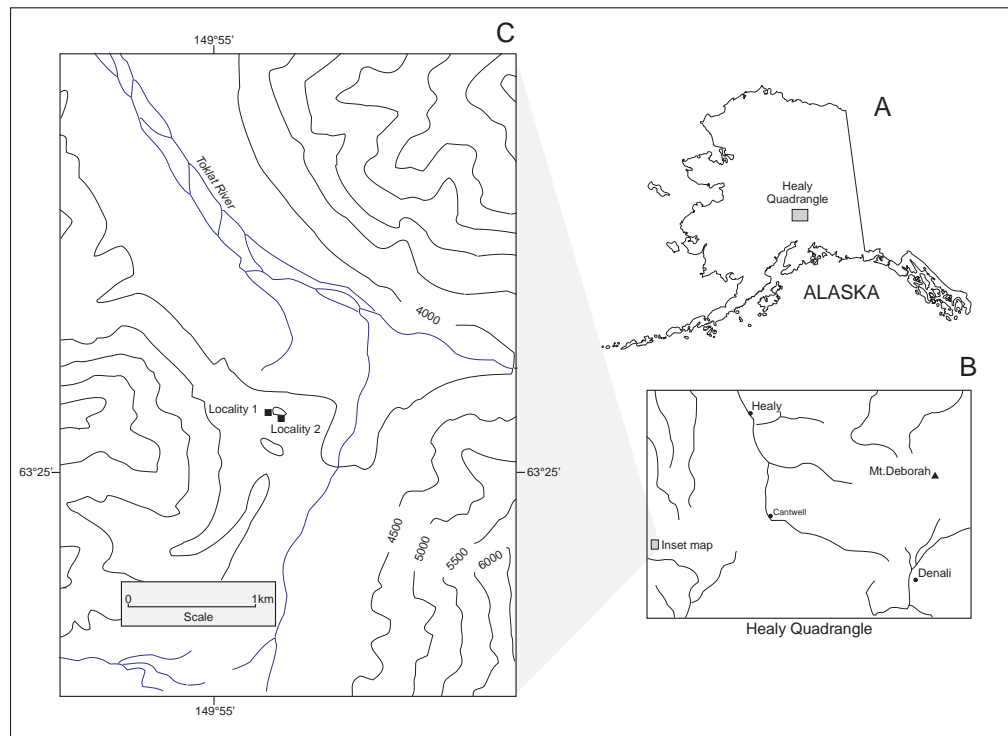 C
149°55'
Toklat River
4000
Locality 1
Locality 2
63°25'
63°25'
4500
5000
5500
6000
0 1km
Scale
149°55'
A
Healy
Quadrangle
ALASKA
B
Healy
Mt.Deborah
Cantwell
Inset map
Denali
Healy Quadrangle